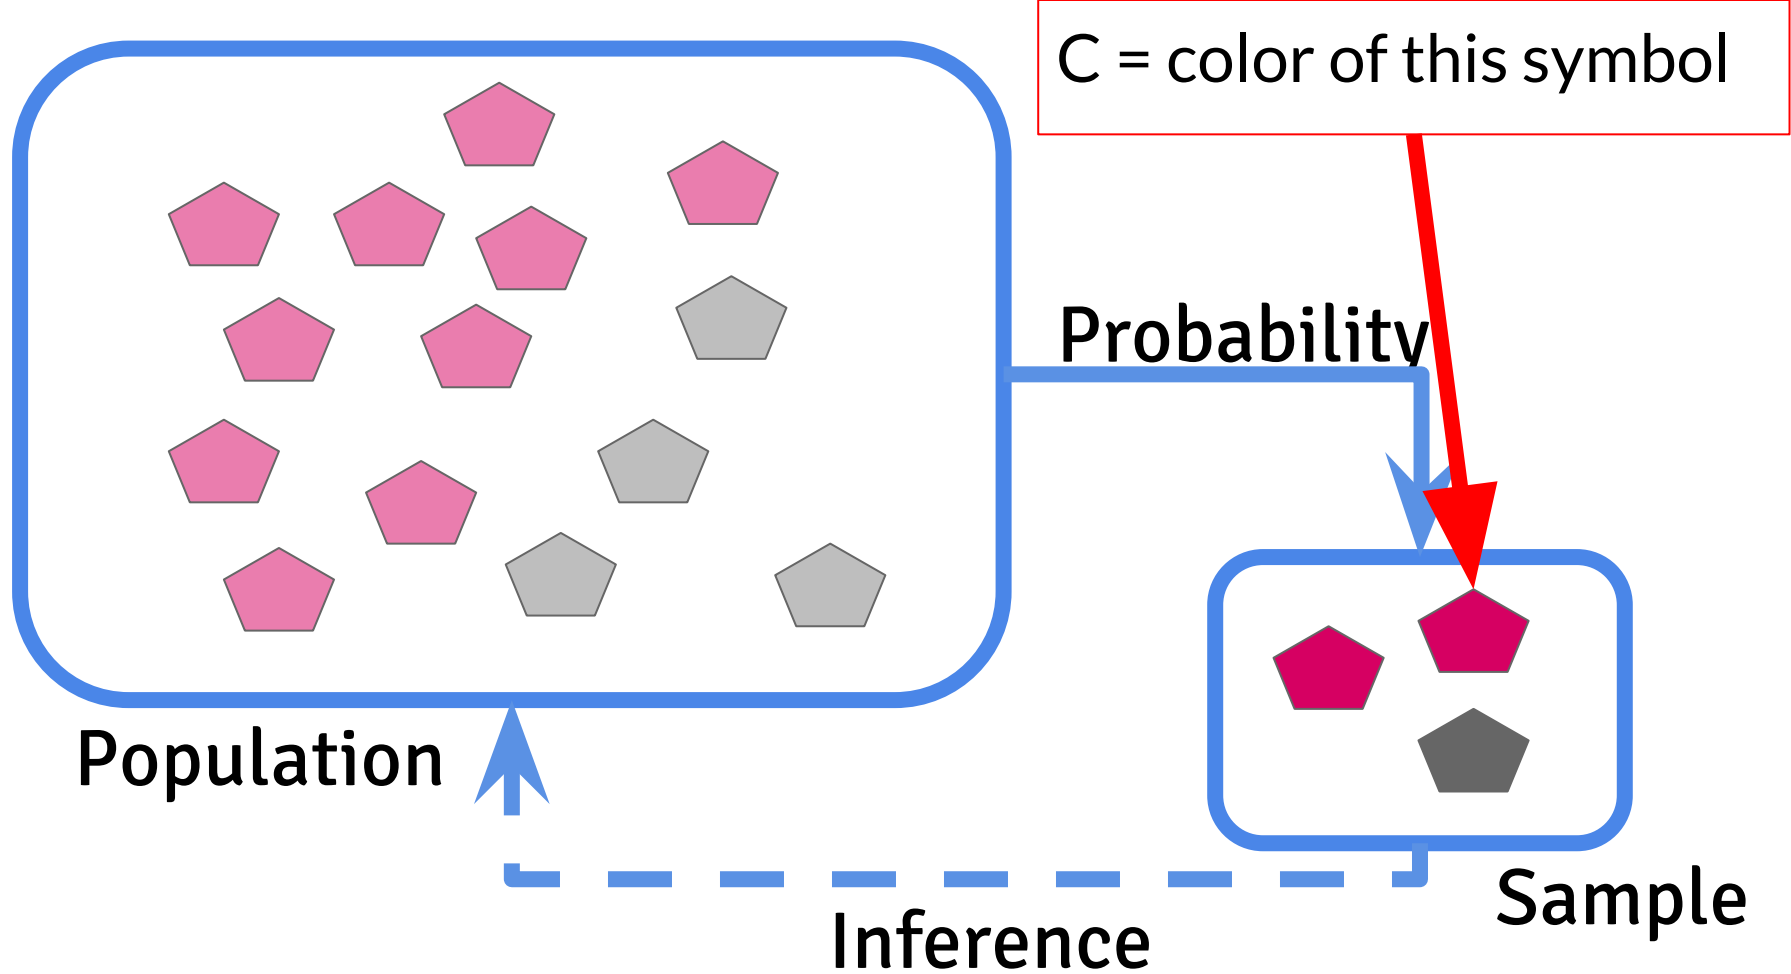 C = color of this symbol
Probability
Population
Sample
Inference